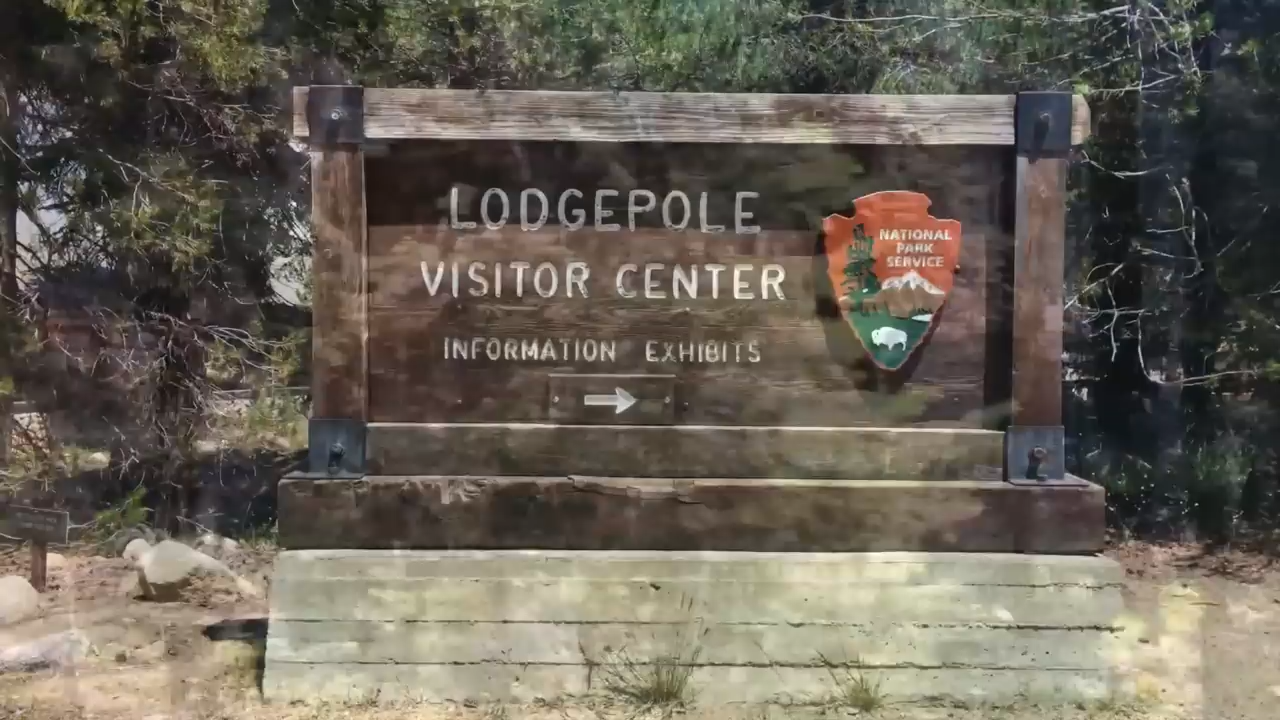 LODGEPOLE
VISITOR CENTER
INFORMATION EXHIBITS
NATIONAL
PARK
SERVICE